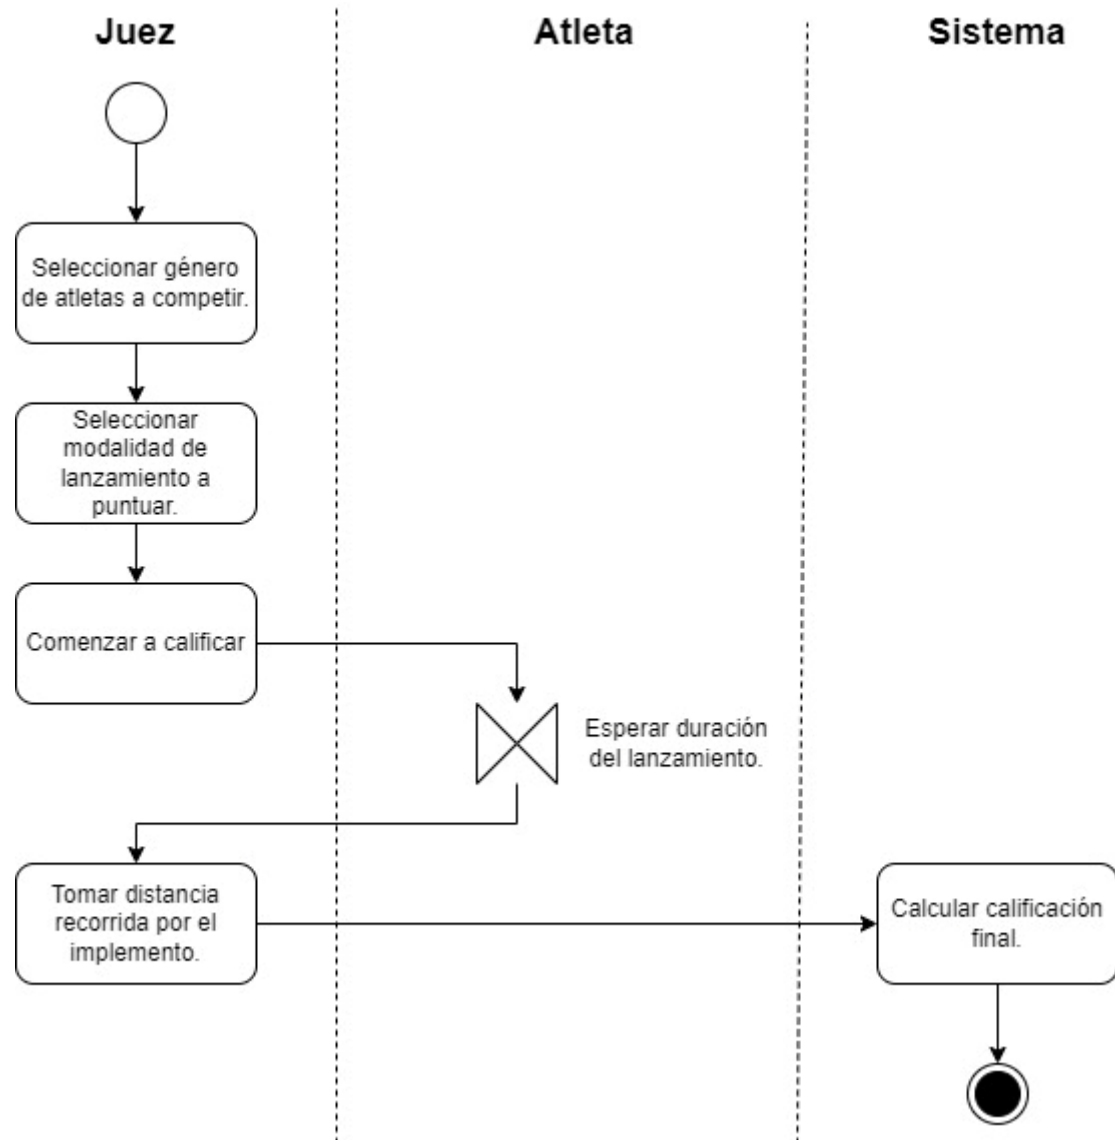 Juez
Atleta
Sistema
Seleccionar género
de atletas a competir.
Seleccionar
modalidad de
lanzamiento a
puntuar.
Comenzar a calificar
Esperar duración
del lanzamiento.
Tomar distancia
recorrida por el
implemento.
Calcular calificación
final.